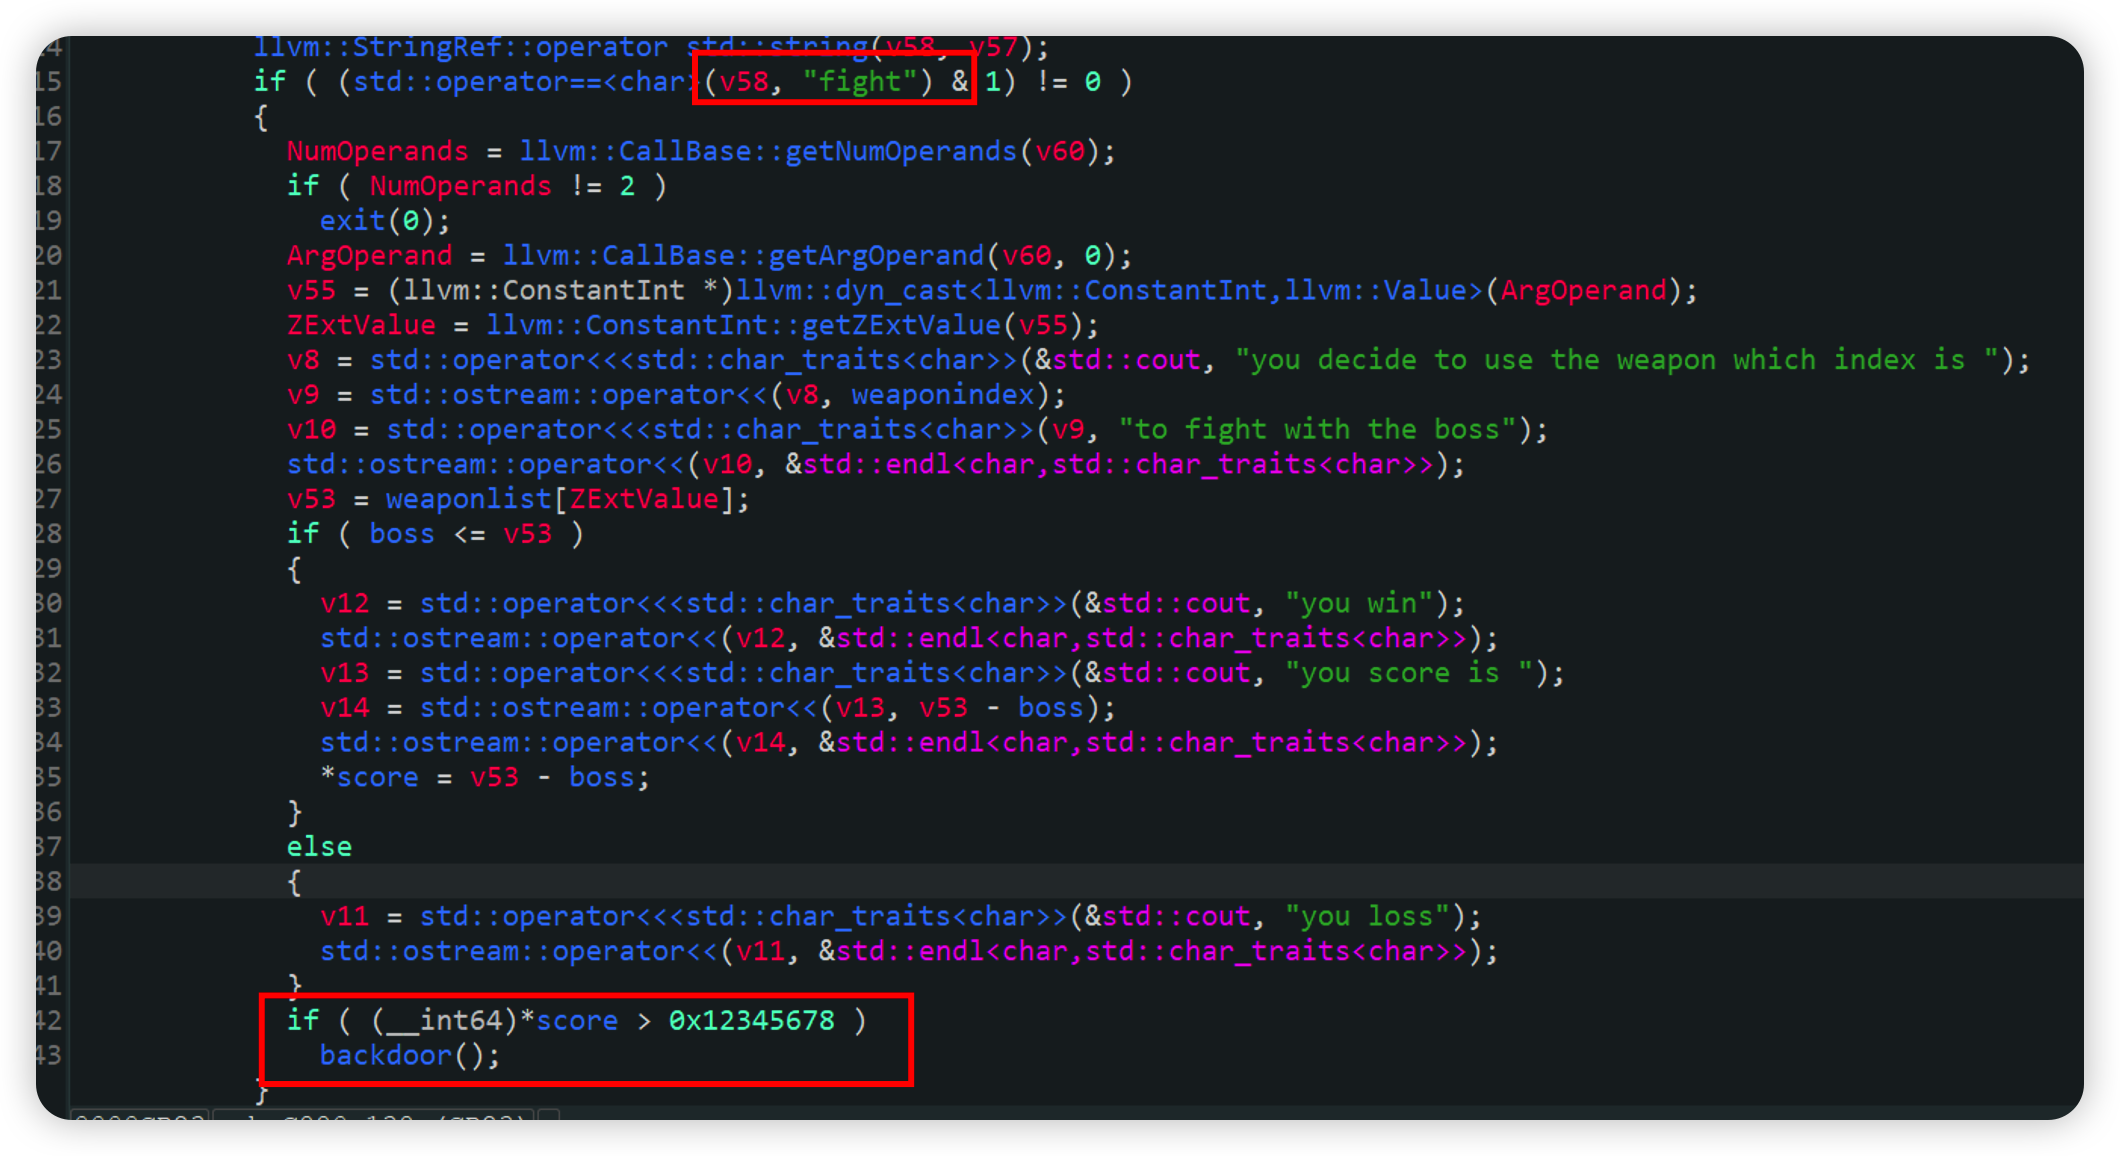 14 llvm::StringRef::operator std::string(v58, v57);
15 if ( (std::operator==<char>(v58, "fight") & 1) != 0 )
16 {
17 NumOperands = llvm::CallBase::getNumOperands(v60);
18 if ( NumOperands != 2 )
19 exit(0);
20 ArgOperand = llvm::CallBase::getArgOperand(v60, 0);
21 v55 = (llvm::ConstantInt *)llvm::dyn_cast<llvm::ConstantInt,llvm::Value>(ArgOperand);
22 ZExtValue = llvm::ConstantInt::getZExtValue(v55);
23 v8 = std::operator<<<std::char_traits<char>>(&std::cout, "you decide to use the weapon which index is ");
24 v9 = std::ostream::operator<<(v8, weaponindex);
25 v10 = std::operator<<<std::char_traits<char>>(v9, "to fight with the boss");
26 std::ostream::operator<<(v10, &std::endl<char,std::char_traits<char>>);
27 v53 = weaponlist[ZExtValue];
28 if ( boss <= v53 )
29 {
30 v12 = std::operator<<<std::char_traits<char>>(&std::cout, "you win");
31 std::ostream::operator<<(v12, &std::endl<char,std::char_traits<char>>);
32 v13 = std::operator<<<std::char_traits<char>>(&std::cout, "you score is ");
33 v14 = std::ostream::operator<<(v13, v53 - boss);
34 std::ostream::operator<<(v14, &std::endl<char,std::char_traits<char>>);
35 *score = v53 - boss;
36 }
37 else
38 {
39 v11 = std::operator<<<std::char_traits<char>>(&std::cout, "you loss");
40 std::ostream::operator<<(v11, &std::endl<char,std::char_traits<char>>);
41 }
42 if ( (__int64)*score > 0x12345678 )
43 backdoor();
}